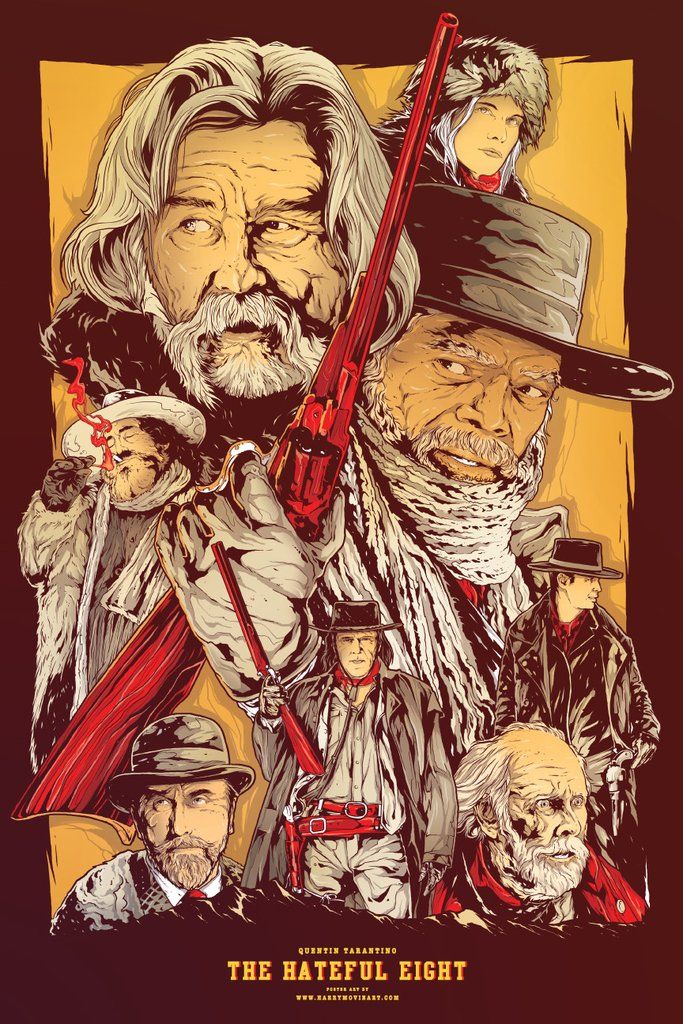 QUENTIN TARANTINO
THE HATEFUL EIGHT
POSTER ART BY
WWW.HARRYMOVIEART.COM